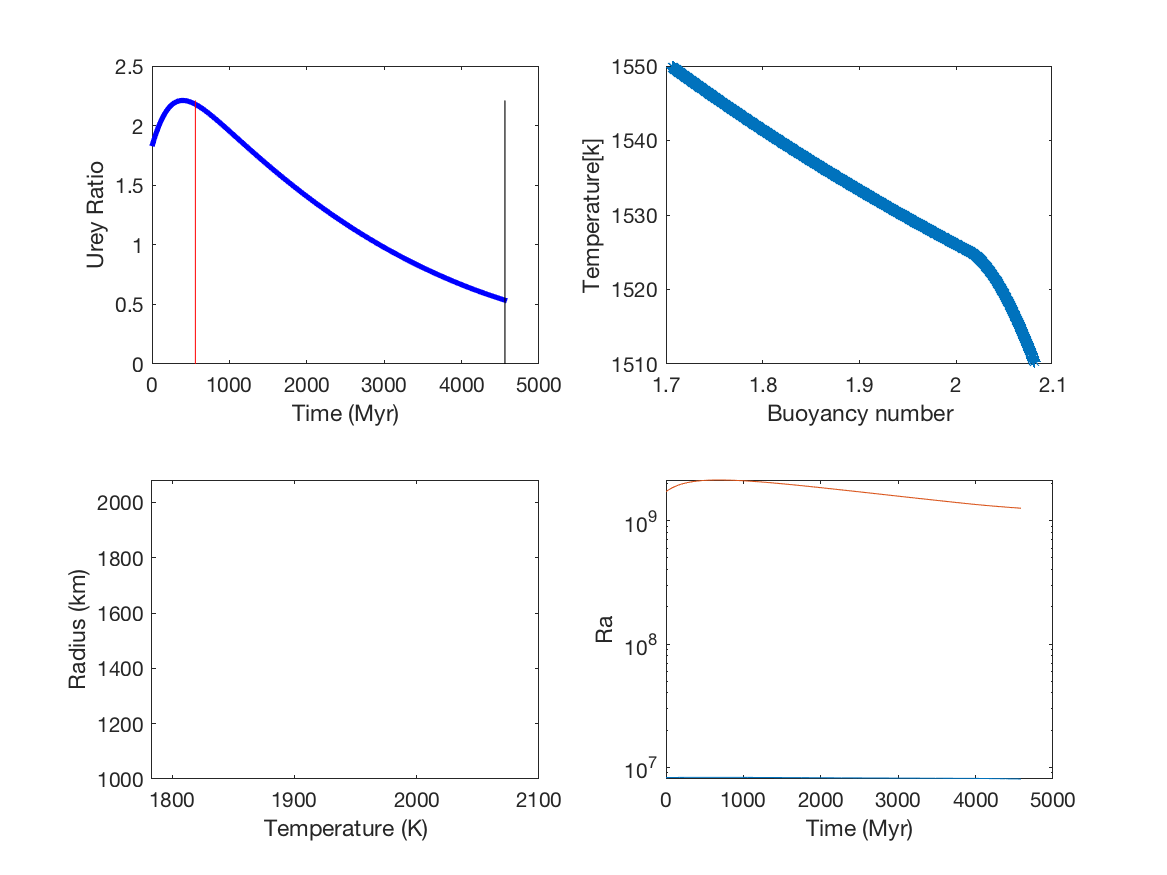 2.5
2
1.5
1
0.5
0
Urey Ratio
0 1000 2000 3000 4000 5000
Time (Myr)
1550
1540
1530
1520
1510
Temperature[k]
1.7 1.8 1.9 2 2.1
Buoyancy number
2000
1800
1600
1400
1200
1000
Radius (km)
1800 1900 2000 2100
Temperature (K)
10^9
10^8
10^7
Ra
0 1000 2000 3000 4000 5000
Time (Myr)